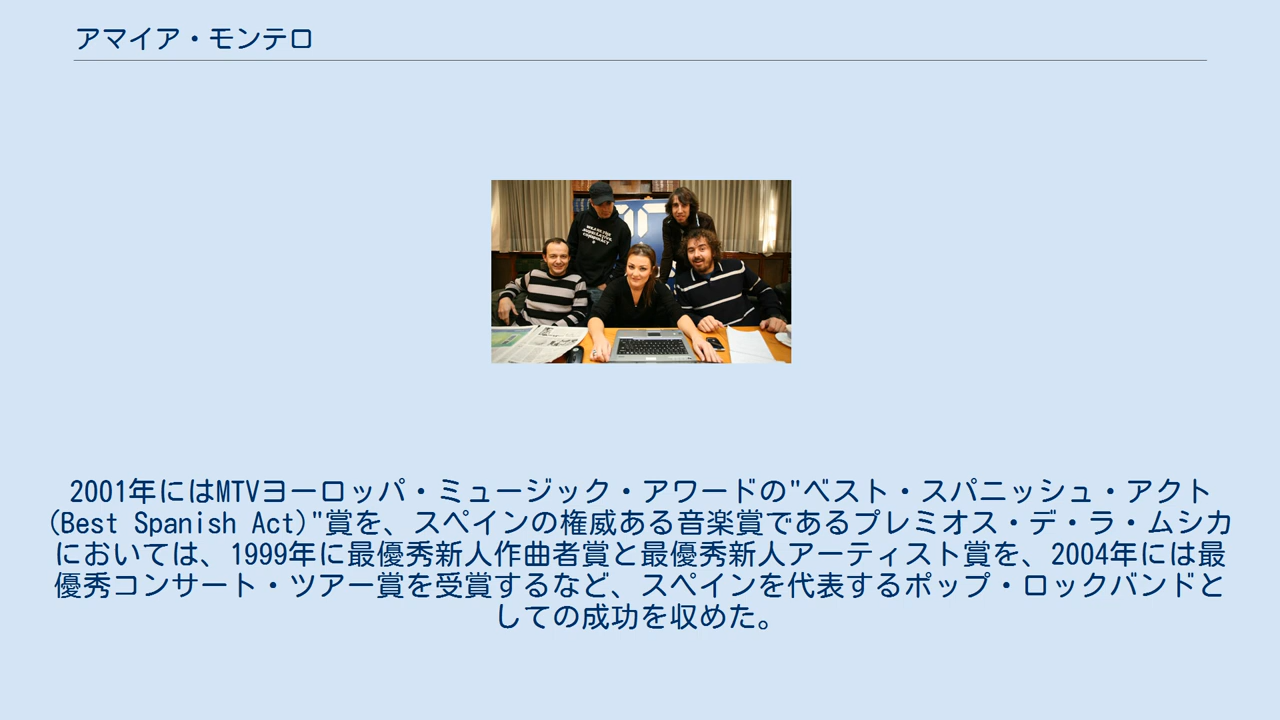 アマイア・モンテロ
2001年にはMTVヨーロッパ・ミュージック・アワードの"ベスト・スパニッシュ・アクト
(Best Spanish Act)"賞を、スペインの権威ある音楽賞であるプレミオス・デ・ラ・ムシカ
においては、1999年に最優秀新人作曲者賞と最優秀新人アーティスト賞を、2004年には最
優秀コンサート・ツアー賞を受賞するなど、スペインを代表するポップ・ロックバンドと
しての成功を収めた。